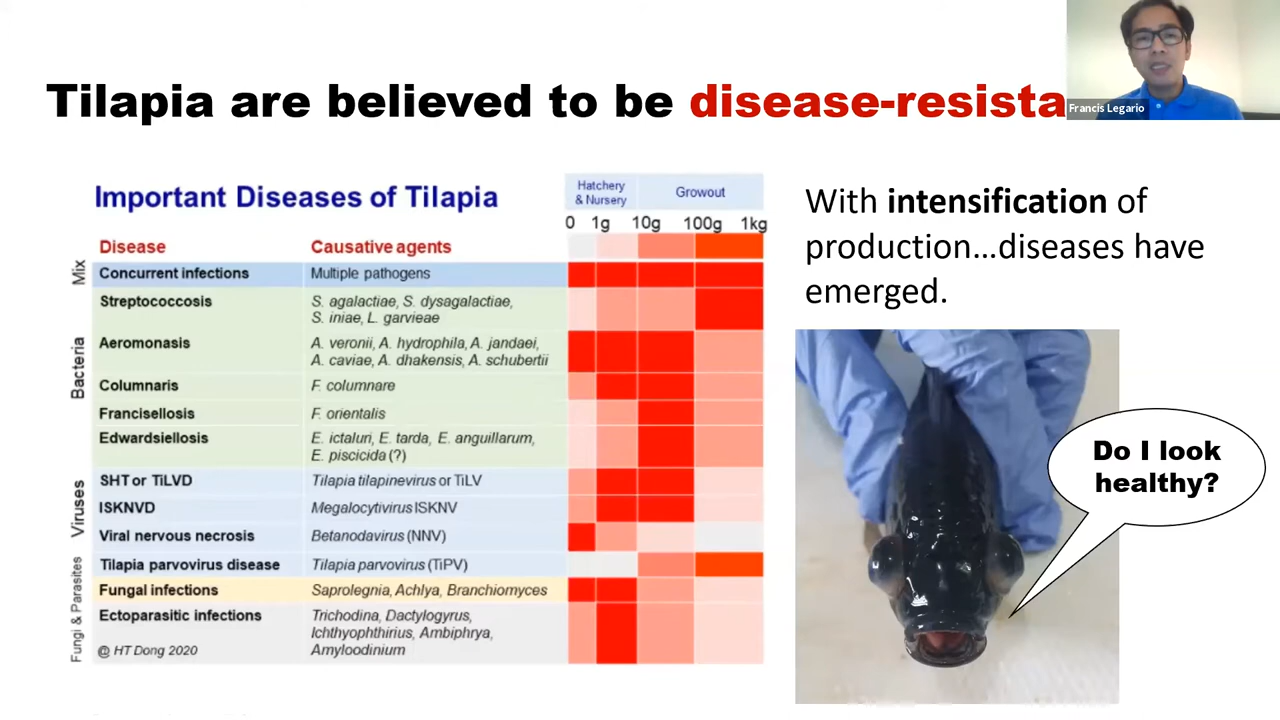 Tilapia are believed to be disease-resista
Francis Legario
Important Diseases of Tilapia
Hatchery
& Nursery
Growout
0 1g 10g 100g 1kg
Disease Causative agents
Mix
Concurrent infections Multiple pathogens
Bacteria
Streptococcosis S. agalactiae, S. dysagalactiae,
S. iniae, L. garvieae
Aeromonasis A. veronii, A. hydrophila, A. jandaei,
A. caviae, A. dhakensis, A. schubertii
Columnaris F. columnare
Francisellosis F. orientalis
Edwardsiellosis E. ictaluri, E. tarda, E. anguillarum,
E. piscicida (?)
Viruses
SHT or TiLVD Tilapia tilapinevirus or TiLV
ISKNVD Megalocytivirus ISKNV
Viral nervous necrosis Betanodavirus (NNV)
Tilapia parvovirus disease Tilapia parvovirus (TiPV)
Fungi & Parasites
Fungal infections Saprolegnia, Achlya, Branchiomyces
Ectoparasitic infections Trichodina, Dactylogyrus,
Ichthyophthirius, Ambiphrya,
Amyloodinium
@ HT Dong 2020
With intensification of
production...diseases have
emerged.
Do I look
healthy?